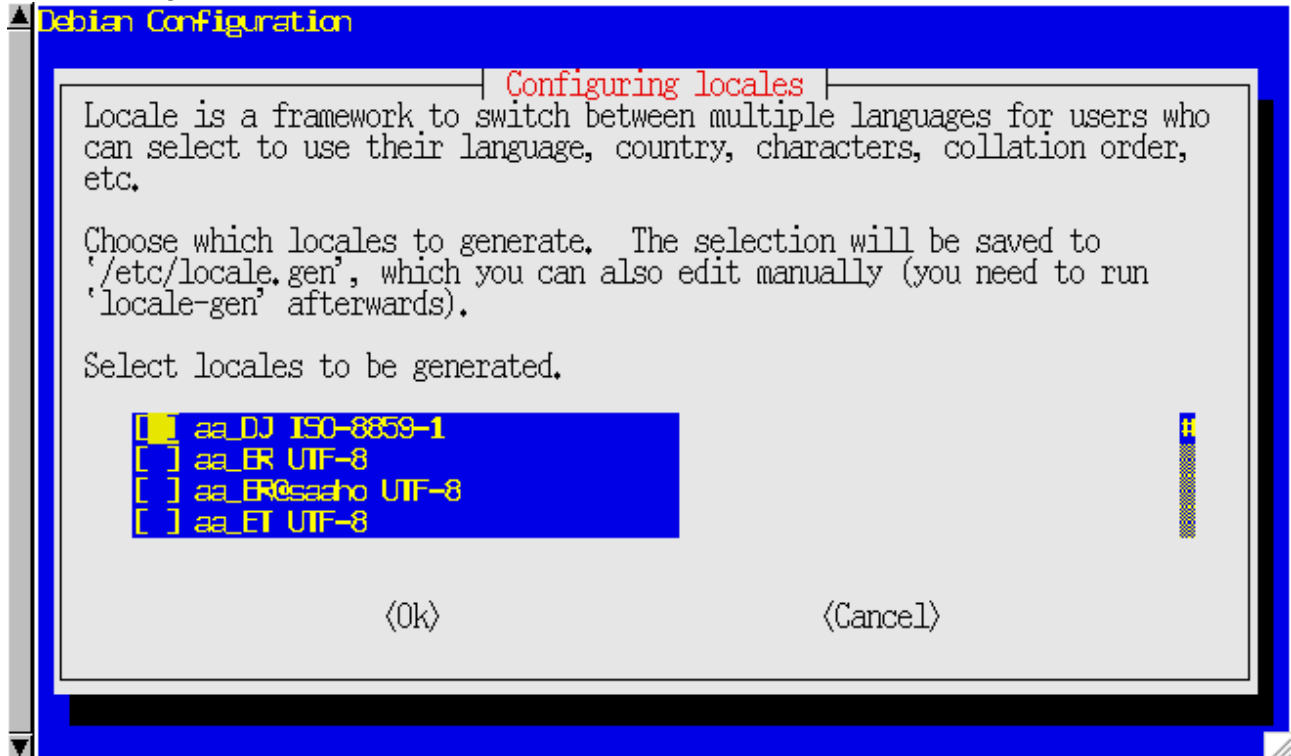 Debian Configuration
Configuring locales
Locale is a framework to switch between multiple languages for users who
can select to use their language, country, characters, collation order,
etc.
Choose which locales to generate.  The selection will be saved to
‘/etc/locale.gen’, which you can also edit manually (you need to run
‘locale-gen’ afterwards).
Select locales to be generated.
[ ] aa_DJ ISO-8859-1
[ ] aa_ER UTF-8
[ ] aa_ER@saaho UTF-8
[ ] aa_ET UTF-8
#
<Ok> <Cancel>